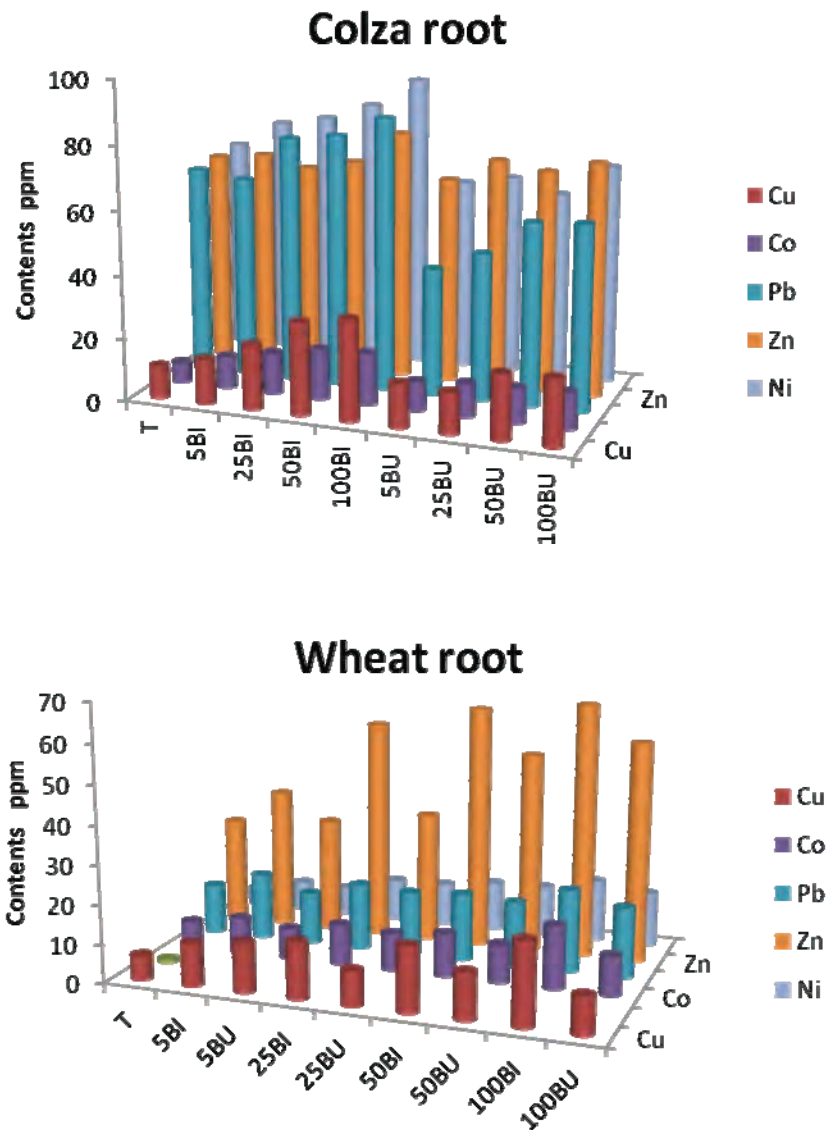 Colza root
Contents ppm
100
80
60
40
20
0
T
5BI
25BI
50BI
100BI
5BU
25BU
50BU
100BU
Zn
Cu
Cu
Co
Pb
Zn
Ni
Wheat root
Contents ppm
70
60
50
40
30
20
10
0
T
5BI
5BU
25BI
25BU
50BI
50BU
100BI
100BU
Zn
Co
Cu
Cu
Co
Pb
Zn
Ni